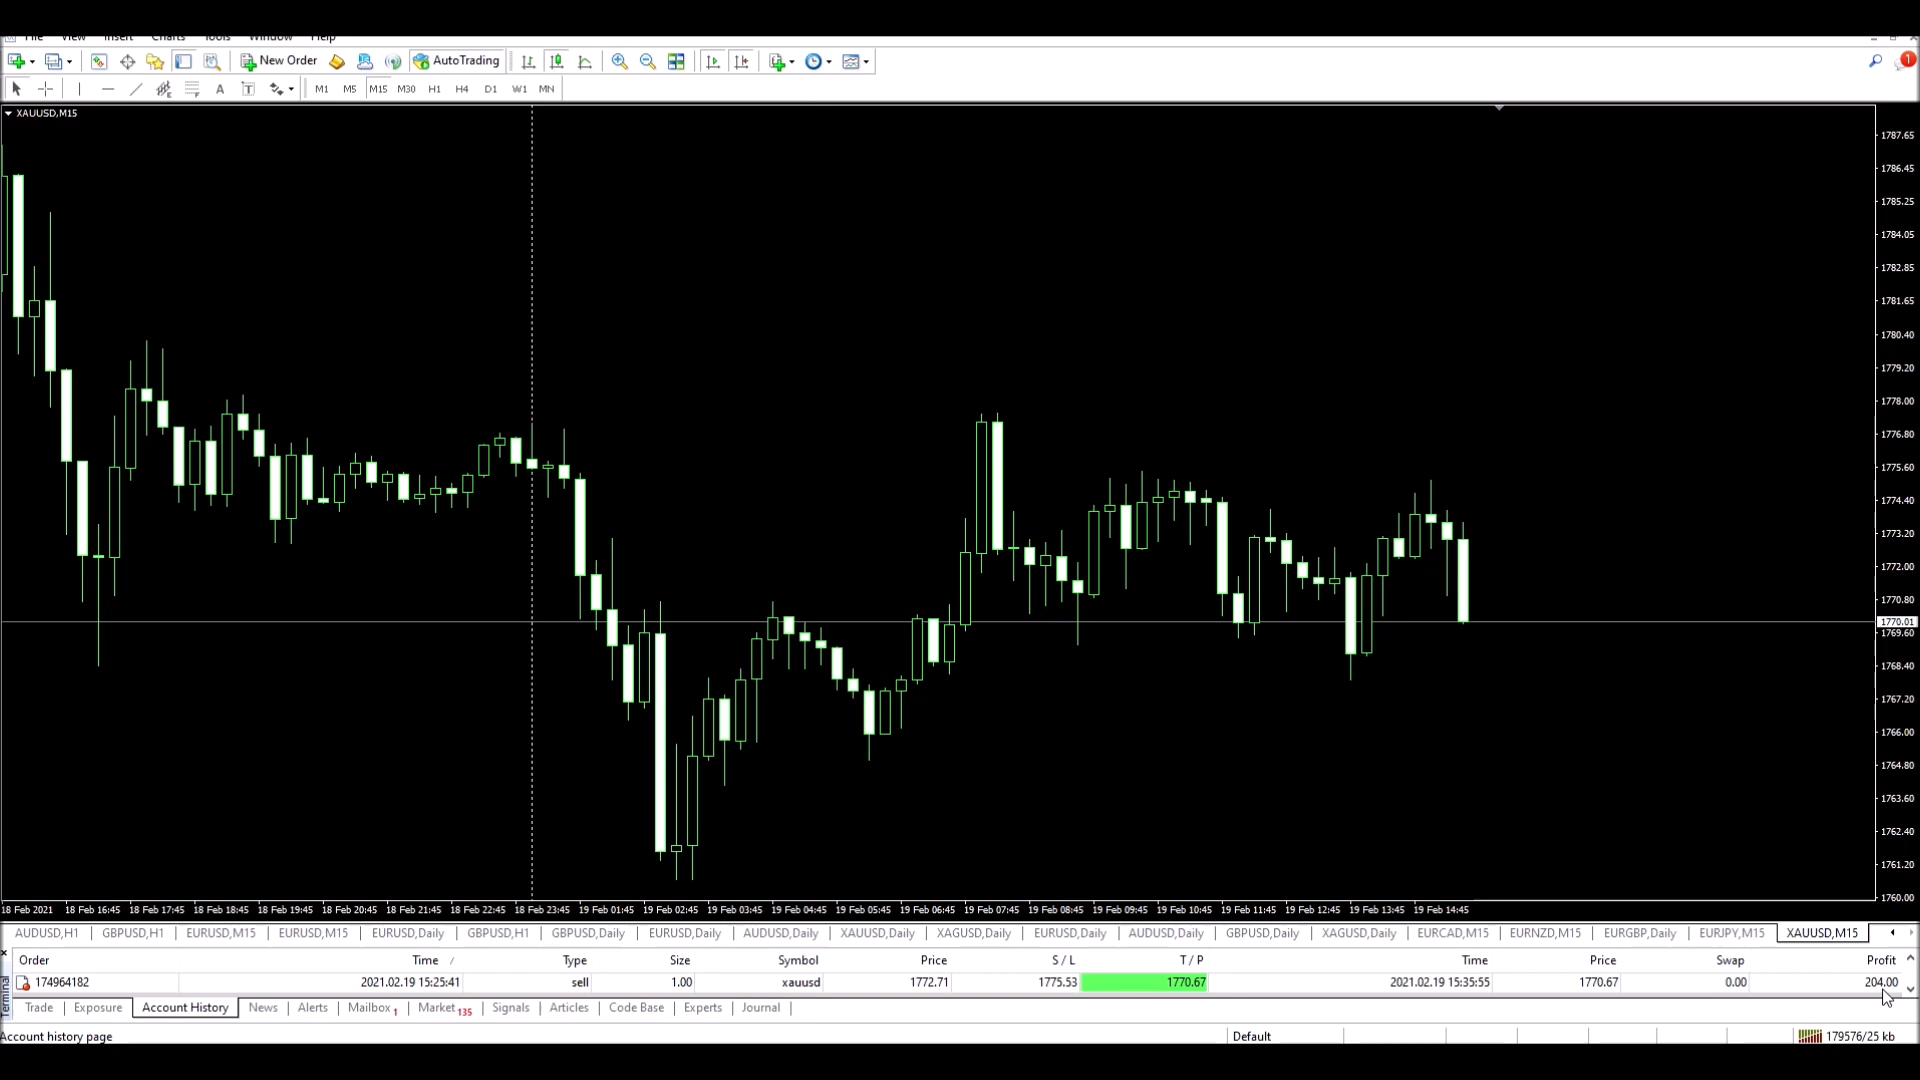 File View Insert Charts Tools Window Help
New Order AutoTrading 1
A T M1 M5 M15 M30 H1 H4 D1 W1 MN
XAUUSD,M15
1787.65
1786.45
1785.25
1784.05
1782.85
1781.65
1780.40
1779.20
1778.00
1776.80
1775.60
1774.40
1773.20
1772.00
1770.80
1770.01
1769.60
1768.40
1767.20
1766.00
1764.80
1763.60
1762.40
1761.20
1760.00
18 Feb 2021 18 Feb 16:45 18 Feb 17:45 18 Feb 18:45 18 Feb 19:45 18 Feb 20:45 18 Feb 21:45 18 Feb 22:45 18 Feb 23:45 19 Feb 01:45 19 Feb 02:45 19 Feb 03:45 19 Feb 04:45 19 Feb 05:45 19 Feb 06:45 19 Feb 07:45 19 Feb 08:45 19 Feb 09:45 19 Feb 10:45 19 Feb 11:45 19 Feb 12:45 19 Feb 13:45 19 Feb 14:45
AUDUSD,H1 GBPUSD,H1 EURUSD,M15 EURUSD,M15 EURUSD,Daily GBPUSD,H1 GBPUSD,Daily EURUSD,Daily AUDUSD,Daily XAUUSD,Daily XAGUSD,Daily EURUSD,Daily AUDUSD,Daily GBPUSD,Daily XAGUSD,Daily EURCAD,M15 EURNZD,M15 EURGBP,Daily EURJPY,M15 XAUUSD,M15
Order Time / Type Size Symbol Price S / L T / P Time Price Swap Profit
174964182 2021.02.19 15:25:41 sell 1.00 xauusd 1772.71 1775.53 1770.67 2021.02.19 15:35:55 1770.67 0.00 204.00
Terminal
Trade Exposure Account History News Alerts Mailbox 1 Market 135 Signals Articles Code Base Experts Journal
Account history page Default 179576/25 kb